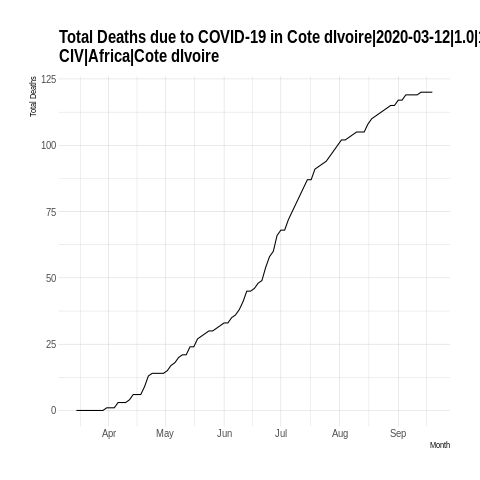 Total Deaths due to COVID-19 in Cote dIvoire|2020-03-12|1.0|
CIV|Africa|Cote dIvoire
Total Deaths
125
100
75
50
25
0
Apr May Jun Jul Aug Sep
Month